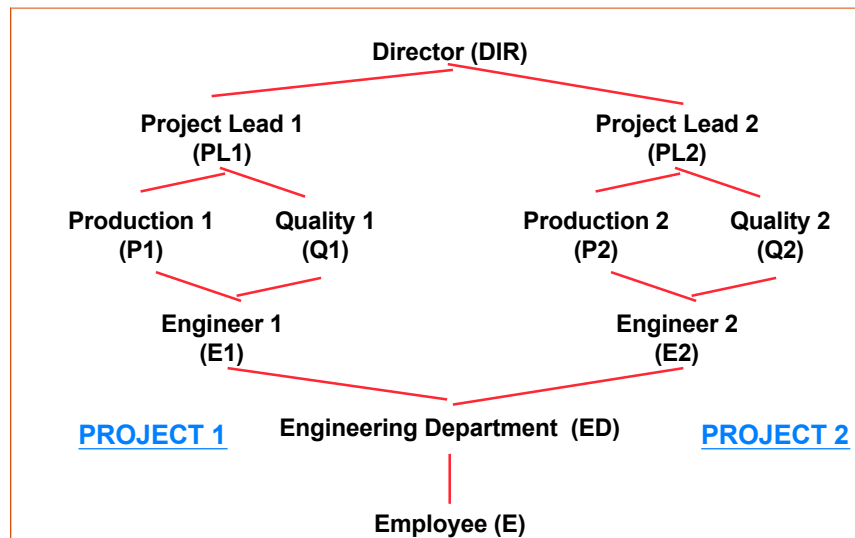 Director (DIR)
Project Lead 1
(PL1)
Project Lead 2
(PL2)
Production 1
(P1)
Quality 1
(Q1)
Production 2
(P2)
Quality 2
(Q2)
Engineer 1
(E1)
Engineer 2
(E2)
PROJECT 1
Engineering Department (ED)
PROJECT 2
Employee (E)